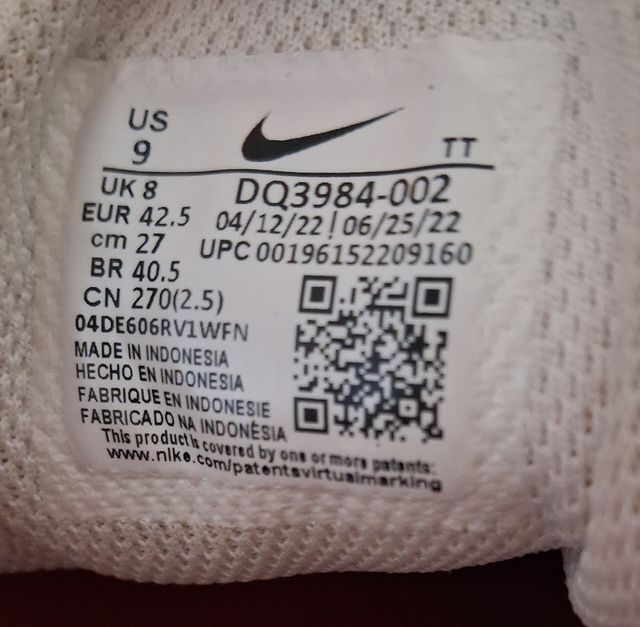 US
9
TT
UK 8
EUR 42.5
cm 27
BR 40.5
CN 270(2.5)
DQ3984-002
04/12/22 | 06/25/22
UPC 00196152209160
04DE606RV1WFN
MADE IN INDONESIA
HECHO EN INDONESIA
FABRIQUE EN INDONESIE
FABRICADO NA INDONÉSIA
This product is covered by one or more patents:
www.nike.com/patentsvirtualmarking